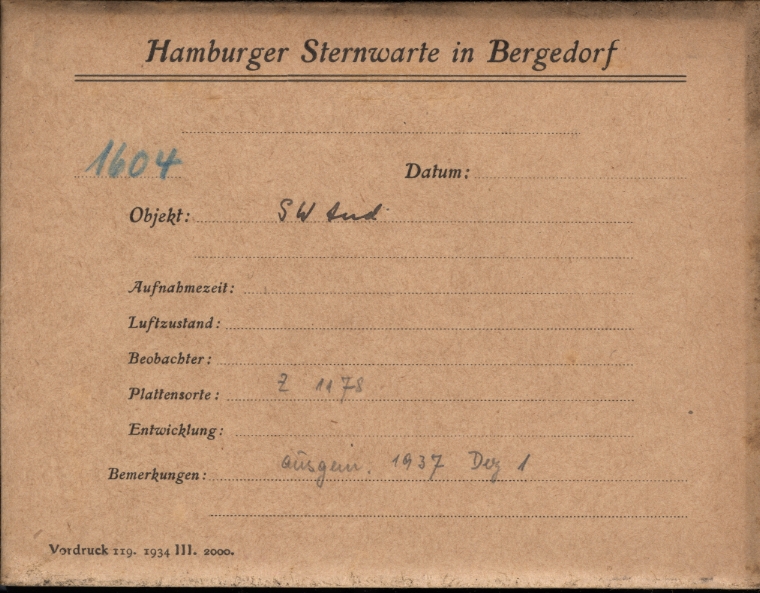 Hamburger Sternwarte in Bergedorf
1604
Datum:
Objekt: SW And
Aufnahmezeit:
Luftzustand:
Beobachter:
Plattensorte: Z 1178
Entwicklung:
Bemerkungen: ausgem. 1937 Dez 1
Vordruck 119. 1934 III. 2000.